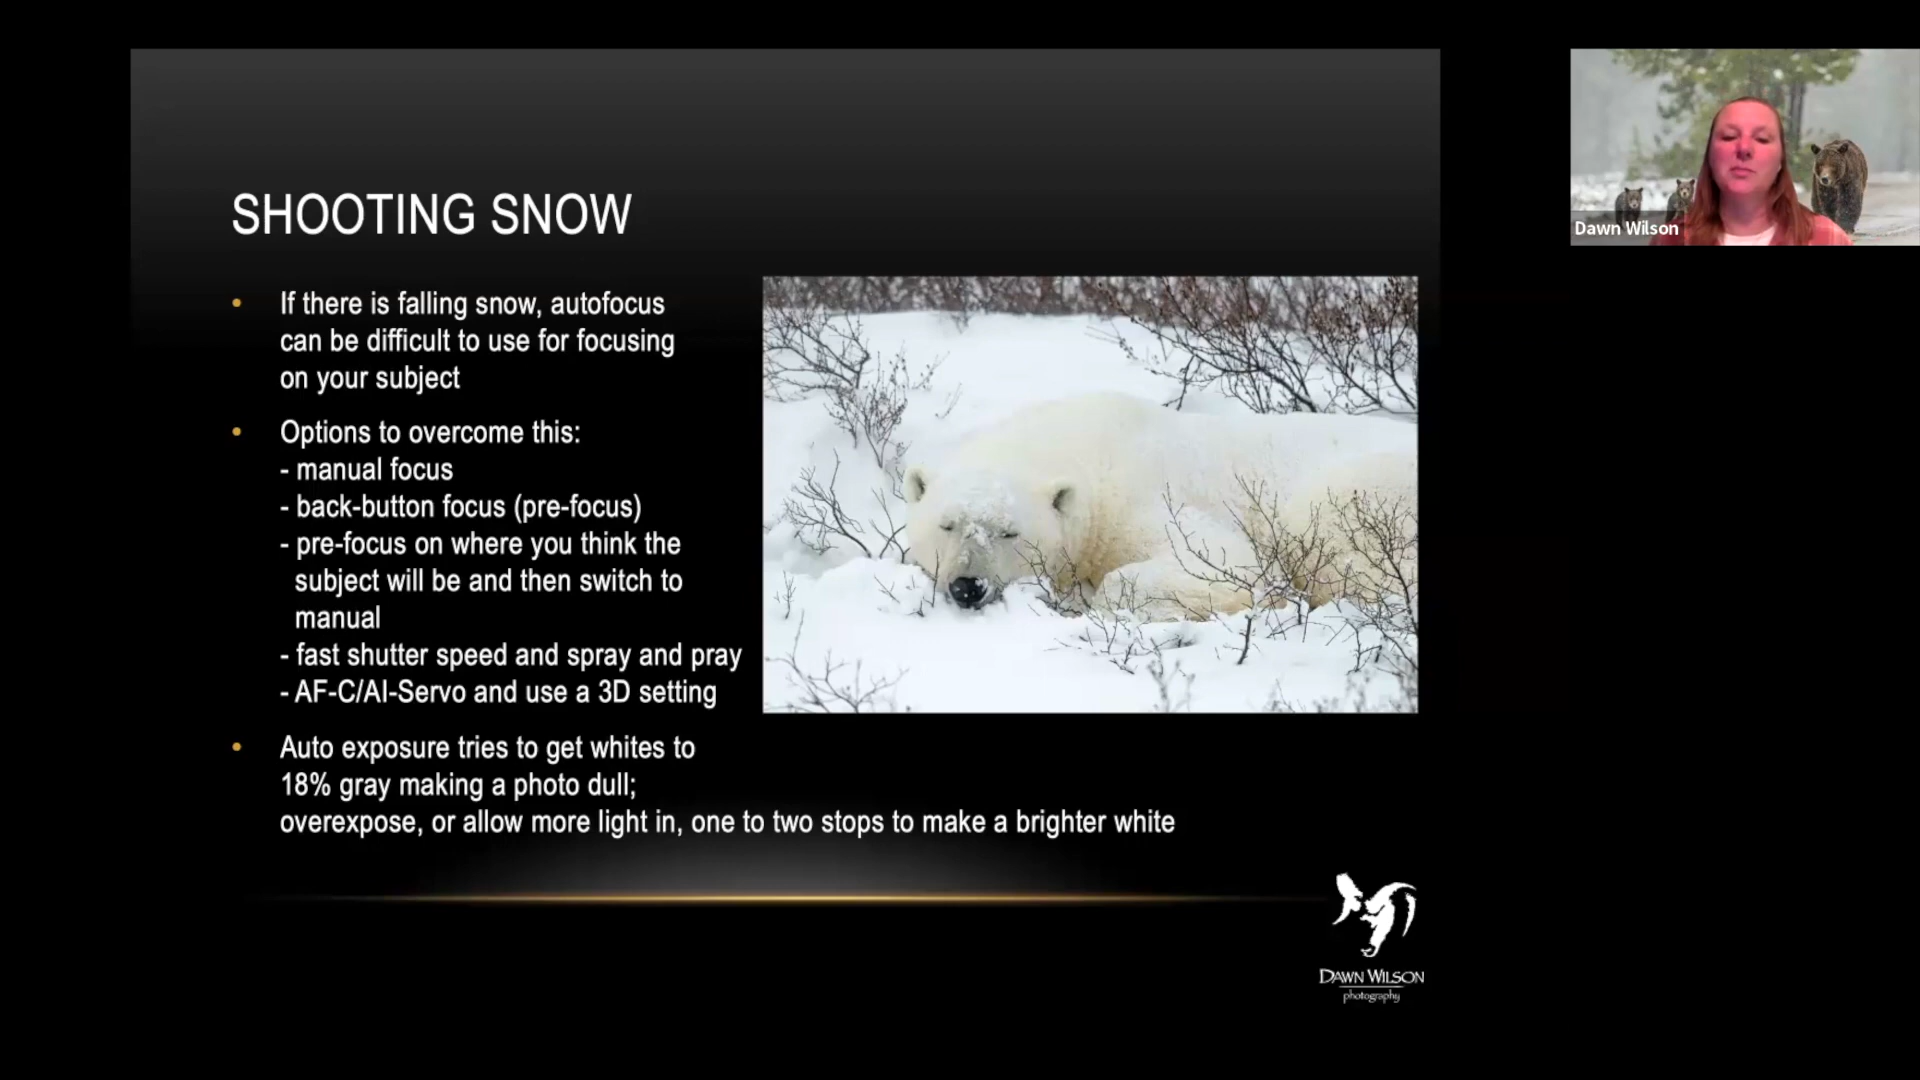 SHOOTING SNOW
• If there is falling snow, autofocus
can be difficult to use for focusing
on your subject
• Options to overcome this:
- manual focus
- back-button focus (pre-focus)
- pre-focus on where you think the
subject will be and then switch to
manual
- fast shutter speed and spray and pray
- AF-C/AI-Servo and use a 3D setting
• Auto exposure tries to get whites to
18% gray making a photo dull;
overexpose, or allow more light in, one to two stops to make a brighter white
DAWN WILSON
photography
Dawn Wilson